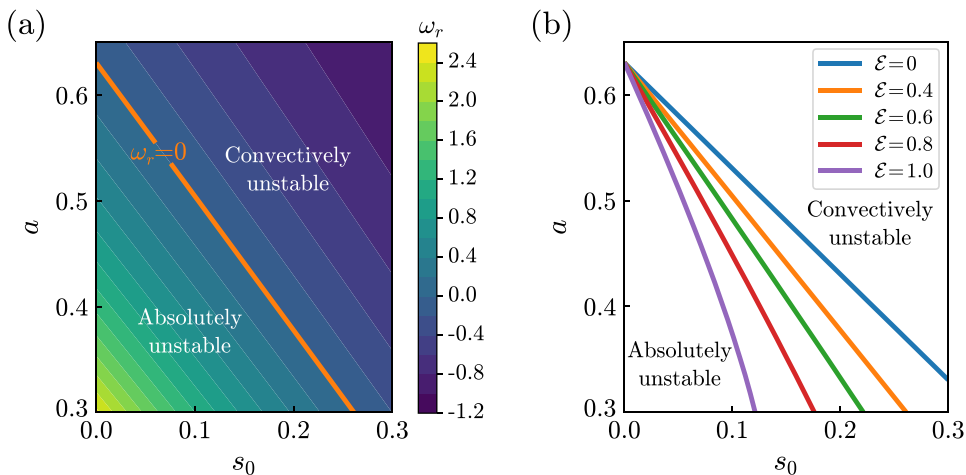 (a)
ω_r
0.6
0.5
0.4
0.3
a
ω_r=0
Convectively
unstable
Absolutely
unstable
0.0 0.1 0.2 0.3
s_0
2.4
2.0
1.6
1.2
0.8
0.4
0.0
-0.4
-0.8
-1.2
(b)
0.6
0.5
0.4
0.3
a
ℰ=0
ℰ=0.4
ℰ=0.6
ℰ=0.8
ℰ=1.0
Convectively
unstable
Absolutely
unstable
0.0 0.1 0.2 0.3
s_0